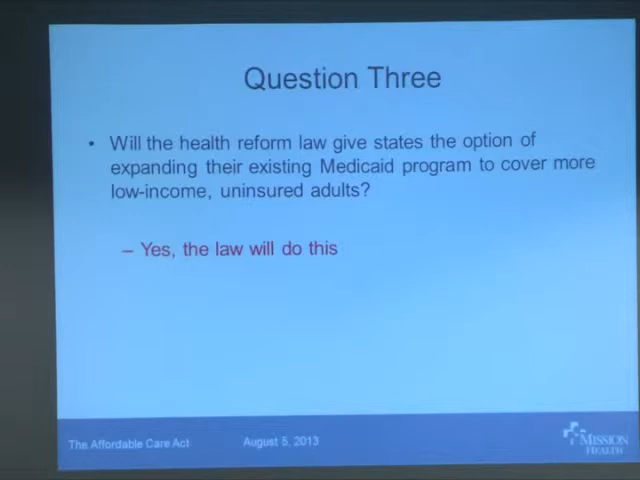 Question Three
• Will the health reform law give states the option of
expanding their existing Medicaid program to cover more
low-income, uninsured adults?
– Yes, the law will do this
The Affordable Care Act
August 5, 2013
MISSION
HEALTH